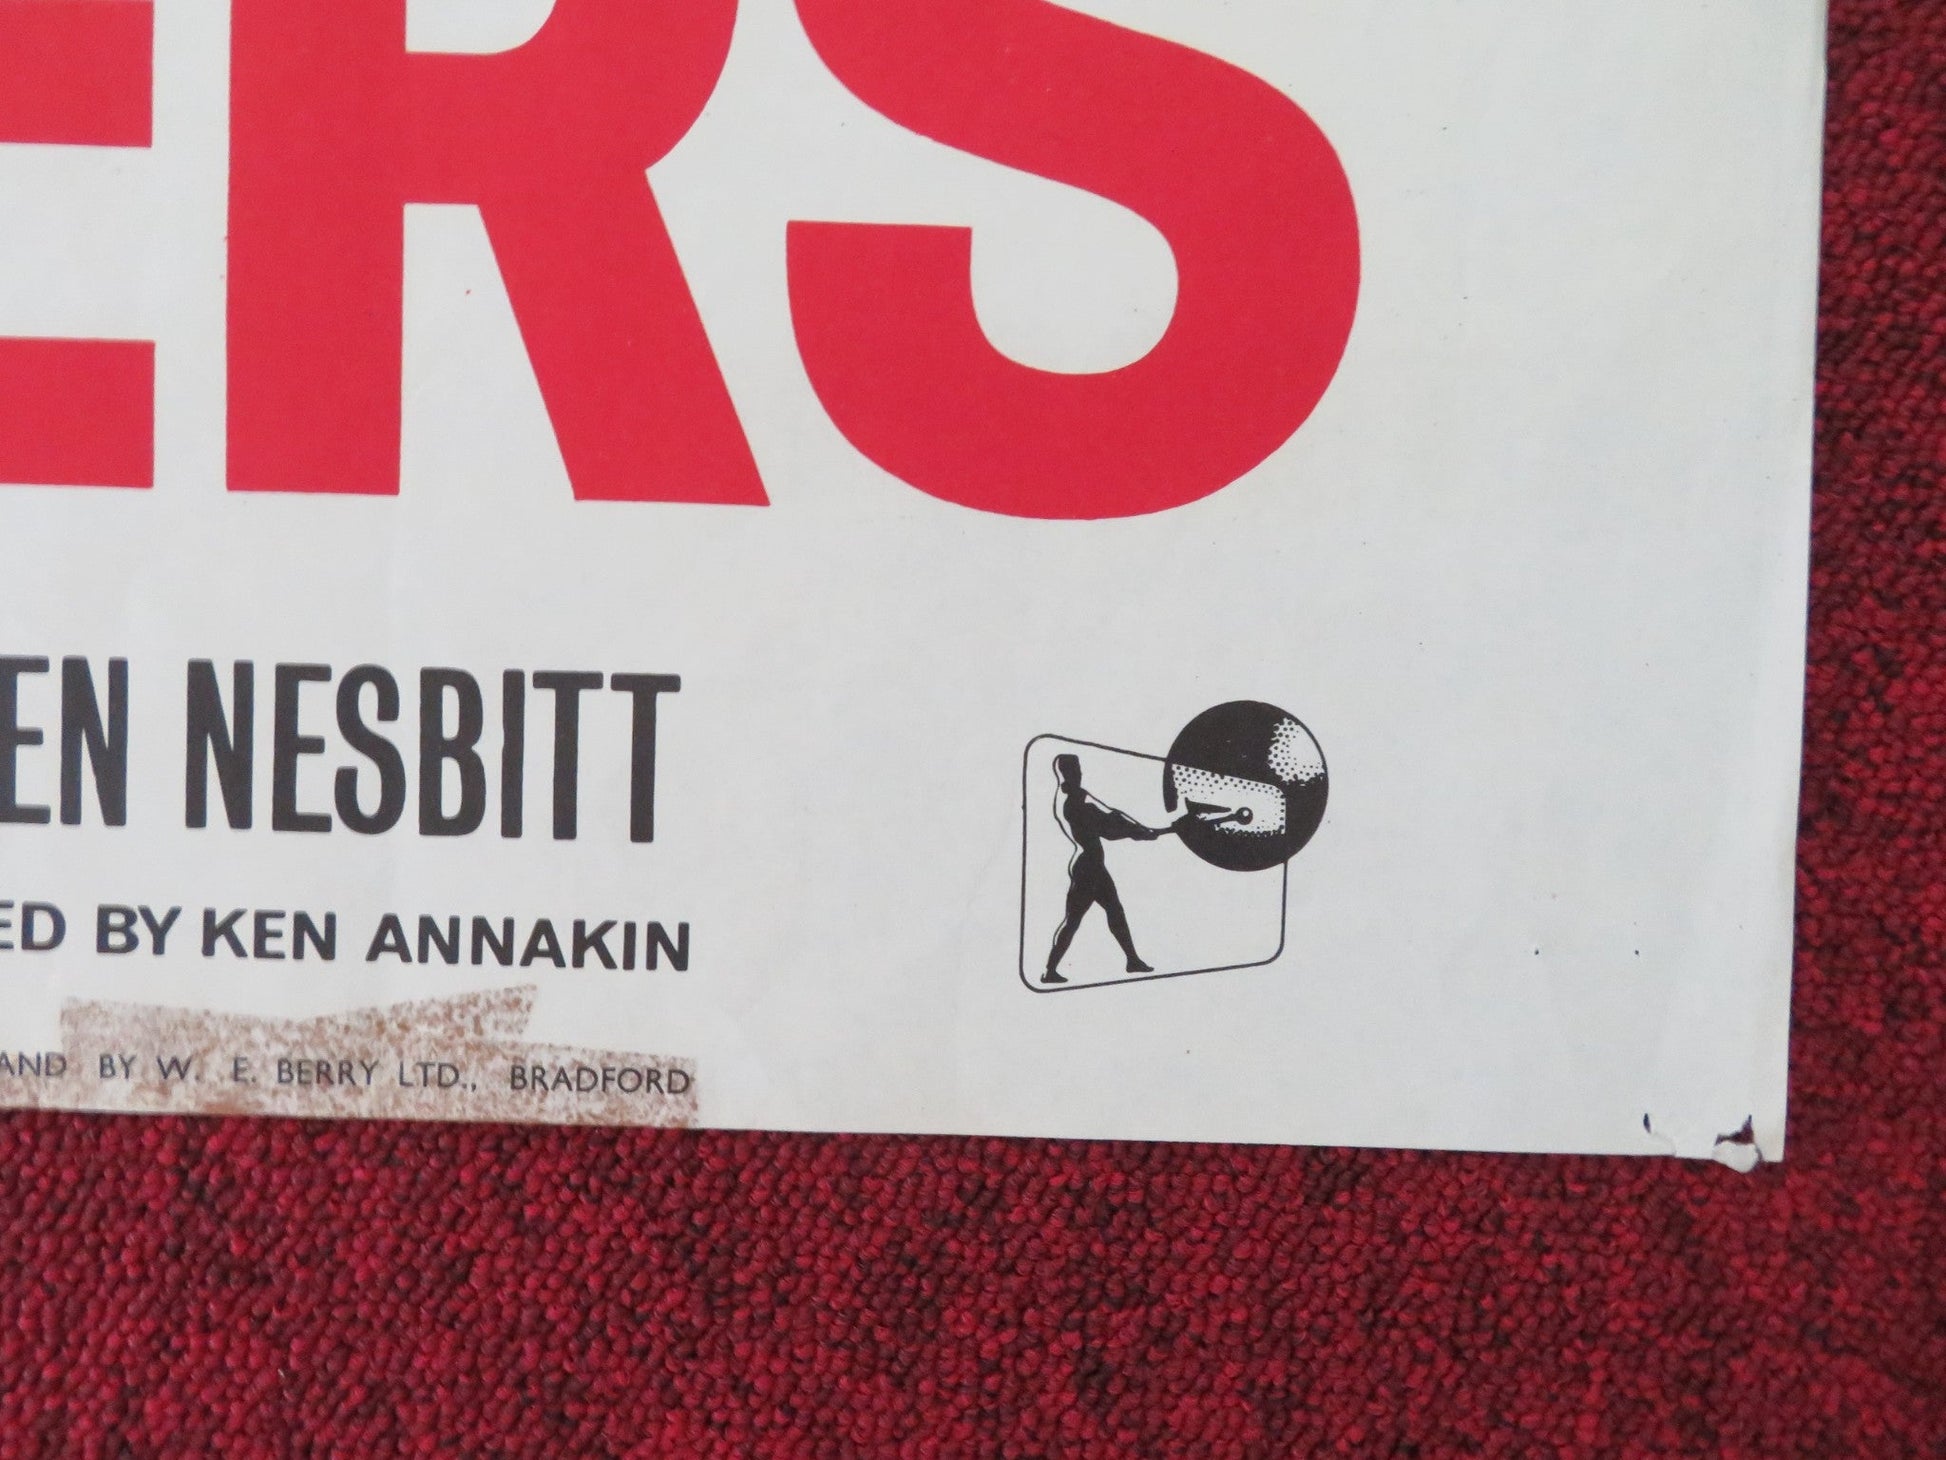 ERS
EN NESBITT
ED BY KEN ANNAKIN
AND BY W. E. BERRY LTD., BRADFORD